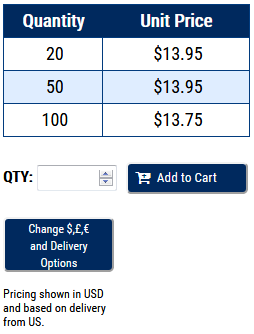 Quantity Unit Price
20 $13.95
50 $13.95
100 $13.75
QTY:
Add to Cart
Change $,£,€
and Delivery
Options
Pricing shown in USD
and based on delivery
from US.